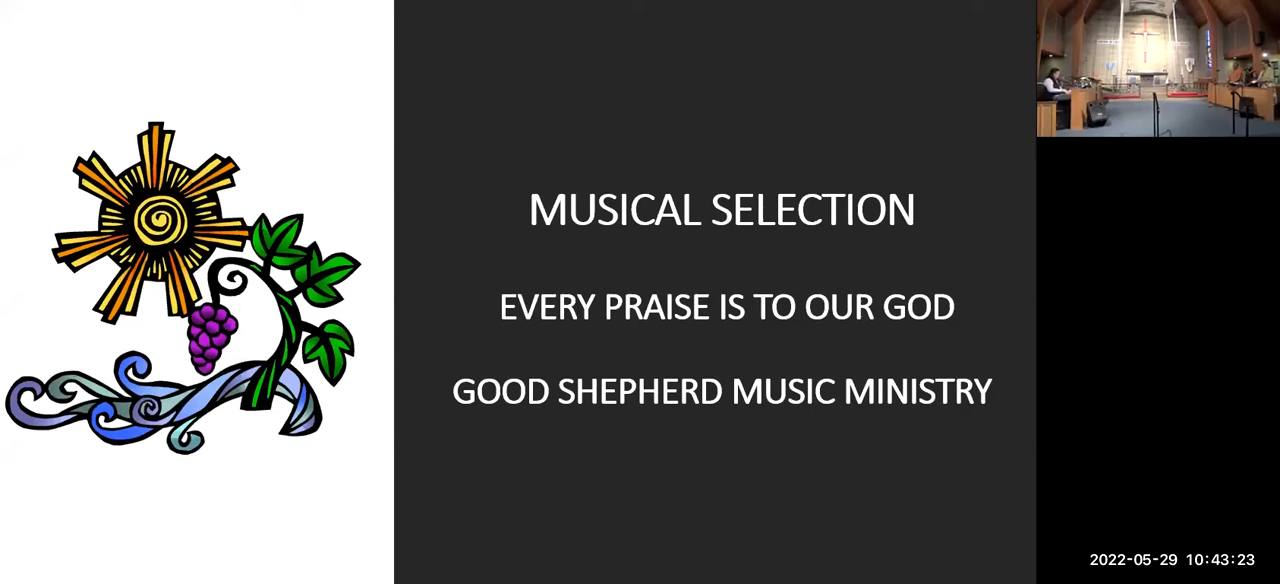 MUSICAL SELECTION
EVERY PRAISE IS TO OUR GOD
GOOD SHEPHERD MUSIC MINISTRY
2022-05-29 10:43:23